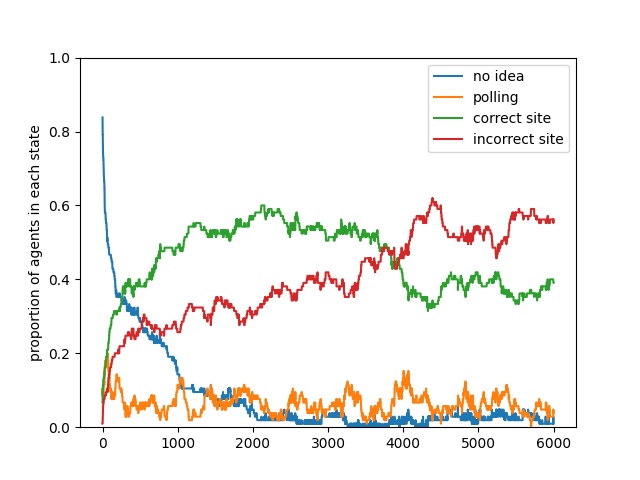 1.0
0.8
0.6
0.4
0.2
0.0
proportion of agents in each state
no idea
polling
correct site
incorrect site
0 1000 2000 3000 4000 5000 6000